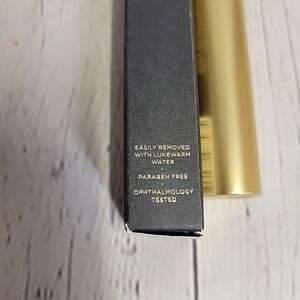 EASILY REMOVED
WITH LUKEWARM
WATER
•
PARABEN FREE
•
OPHTHALMOLOGY
TESTED